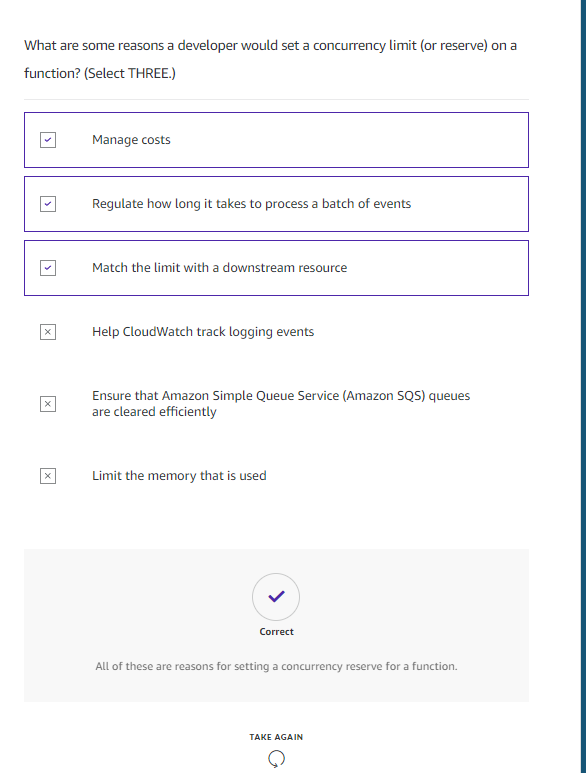 What are some reasons a developer would set a concurrency limit (or reserve) on a
function? (Select THREE.)
Manage costs
Regulate how long it takes to process a batch of events
Match the limit with a downstream resource
Help CloudWatch track logging events
Ensure that Amazon Simple Queue Service (Amazon SQS) queues
are cleared efficiently
Limit the memory that is used
Correct
All of these are reasons for setting a concurrency reserve for a function.
TAKE AGAIN